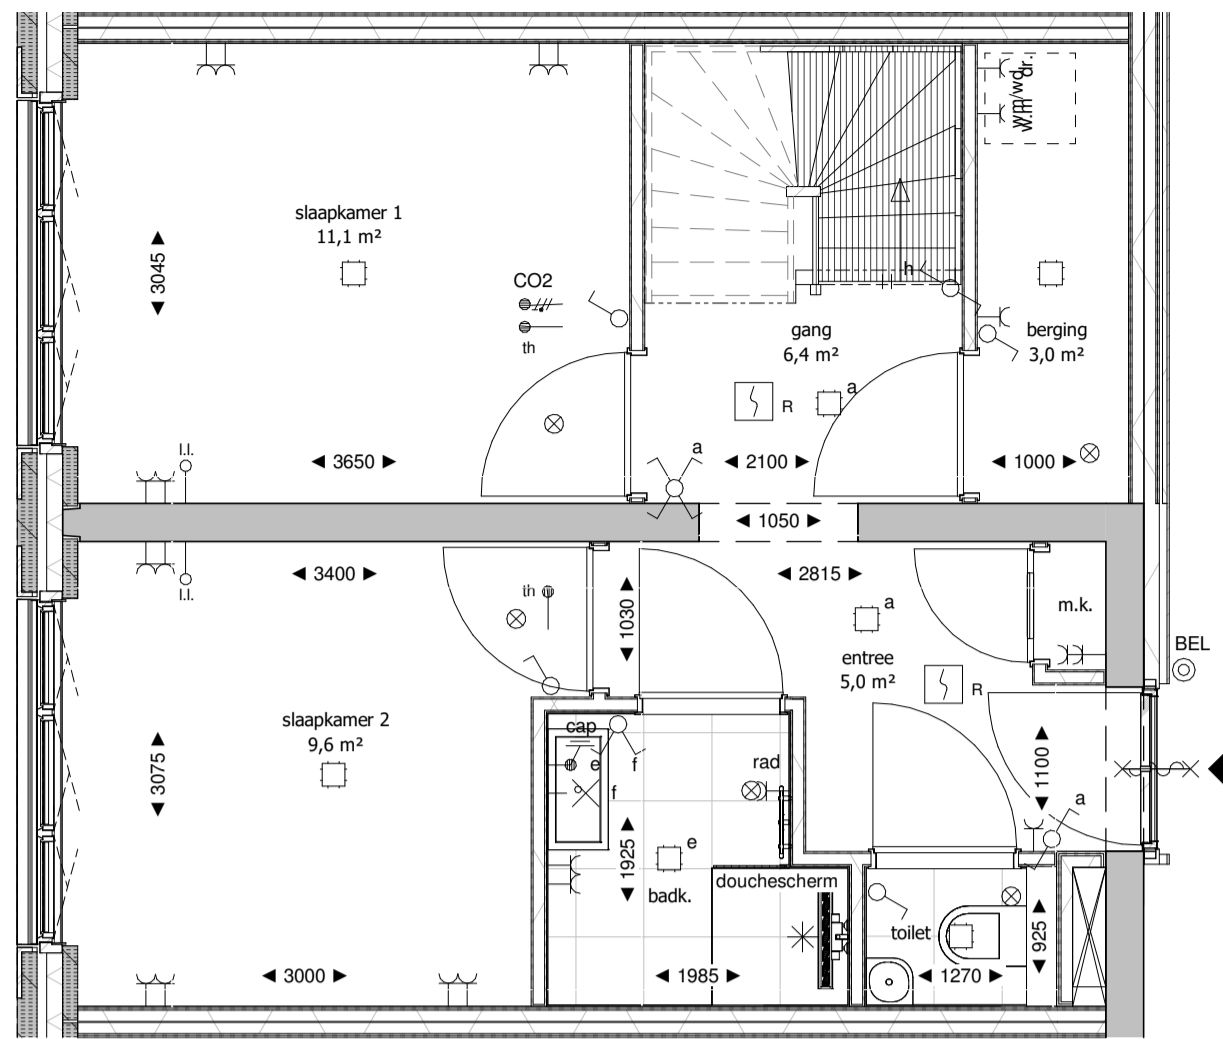 dr.
wm/wd
w.m
slaapkamer 1
11,1 m²
3045
CO2
th
h
gang
6,4 m²
berging
3,0 m²
a
R
l.l.
3650
a
2100
1000
1050
3400
2815
l.l.
th
1030
a
m.k.
entree
5,0 m²
R
BEL
slaapkamer 2
9,6 m²
cap
e
f
f
rad
3075
1100
a
1925
e
badk.
douchescherm
toilet
925
3000
1985
1270